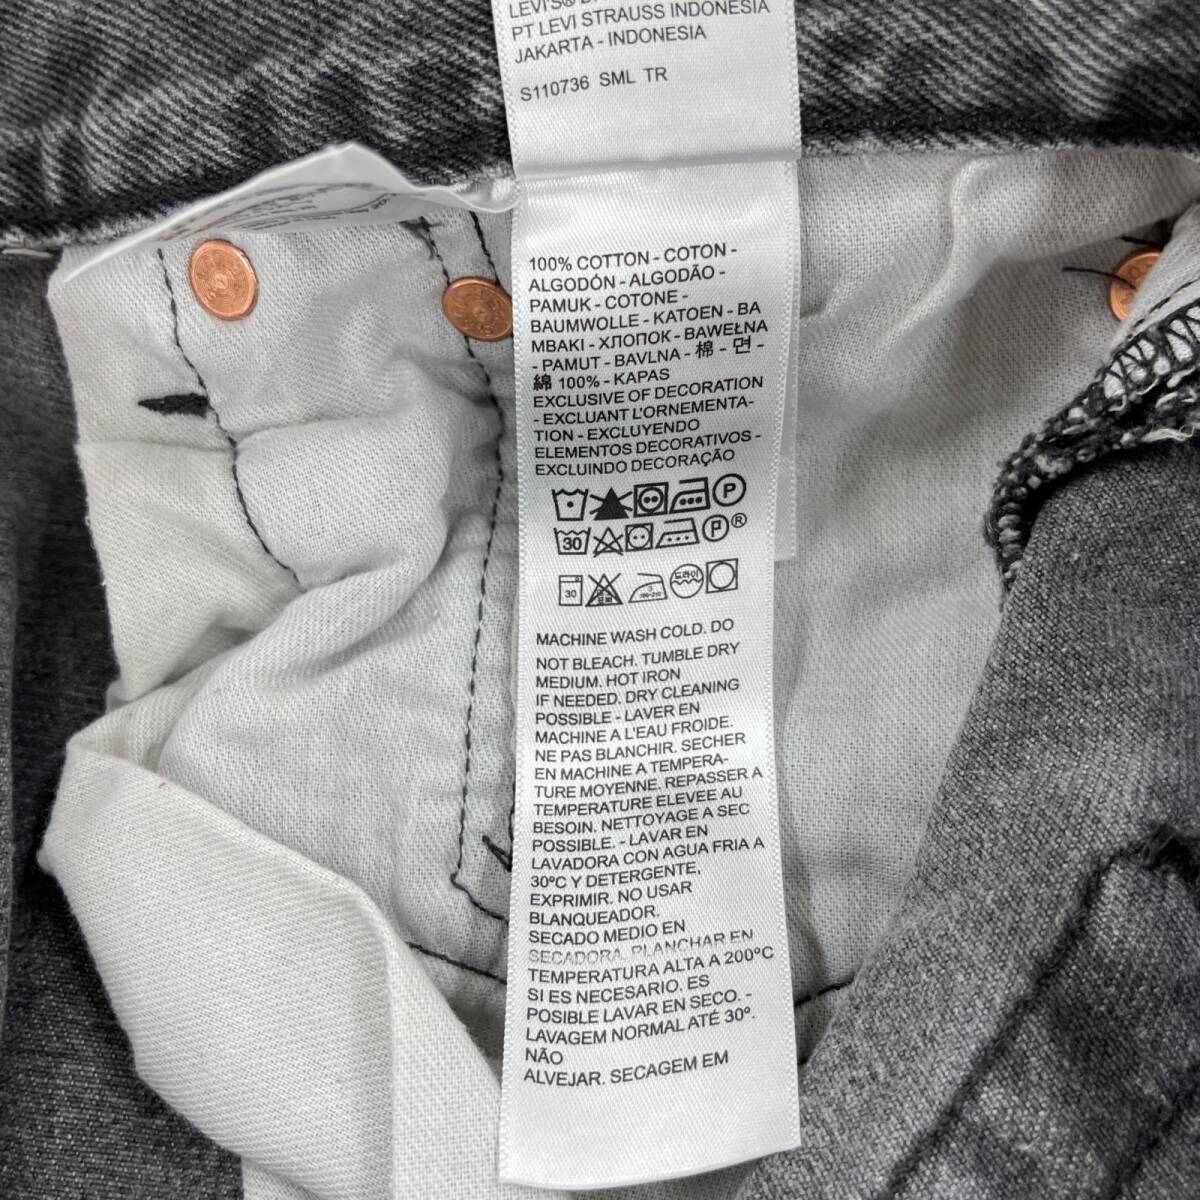 PT LEVI STRAUSS INDONESIA
JAKARTA - INDONESIA
S110736 SML TR
100% COTTON - COTON -
ALGODÓN - ALGODÃO -
PAMUK - COTONE -
BAUMWOLLE - KATOEN - BA
MBAKI - ХЛОПОК - BAWEŁNA
- PAMUT - BAVLNA - 棉 - 면 -
綿 100% - KAPAS
EXCLUSIVE OF DECORATION
- EXCLUANT L'ORNEMENTA-
TION - EXCLUYENDO
ELEMENTOS DECORATIVOS -
EXCLUINDO DECORAÇÃO
P
30 P ®
30 드라이
MACHINE WASH COLD. DO
NOT BLEACH. TUMBLE DRY
MEDIUM. HOT IRON
IF NEEDED. DRY CLEANING
POSSIBLE - LAVER EN
MACHINE A L'EAU FROIDE.
NE PAS BLANCHIR. SECHER
EN MACHINE A TEMPERA-
TURE MOYENNE. REPASSER A
TEMPERATURE ELEVEE AU
BESOIN. NETTOYAGE A SEC
POSSIBLE. - LAVAR EN
LAVADORA CON AGUA FRIA A
30ºC Y DETERGENTE,
EXPRIMIR. NO USAR
BLANQUEADOR.
SECADO MEDIO EN
SECADORA. PLANCHAR EN
TEMPERATURA ALTA A 200ºC
SI ES NECESARIO. ES
POSIBLE LAVAR EN SECO. -
LAVAGEM NORMAL ATÉ 30º.
NÃO
ALVEJAR. SECAGEM EM